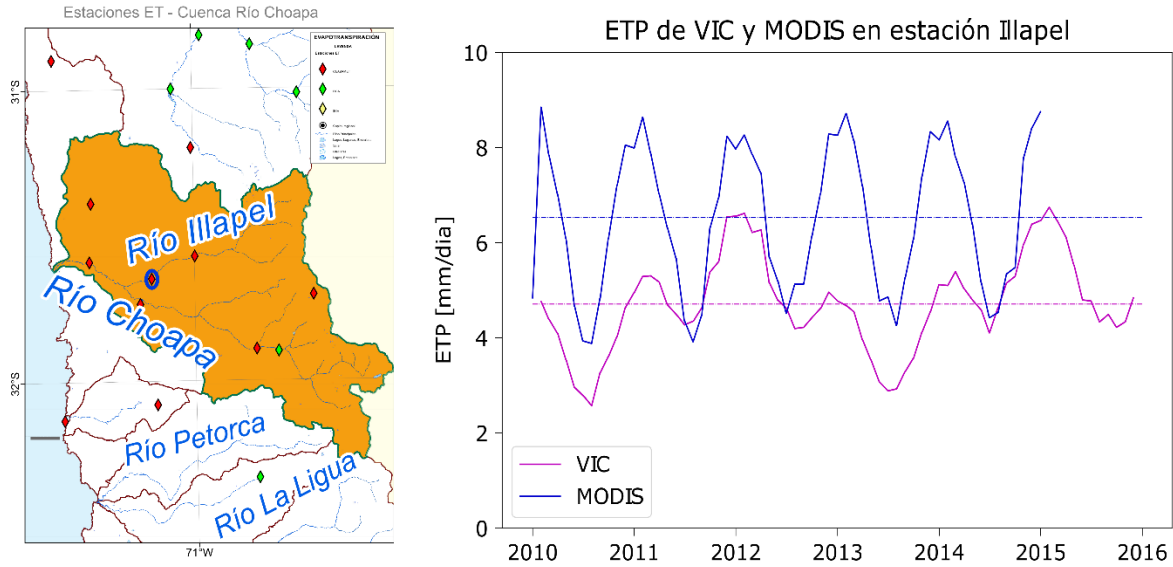 Estaciones ET - Cuenca Río Choapa
EVAPOTRANSPIRACIÓN
31°S
Río Illapel
Río Choapa
32°S
Río Petorca
Río La Ligua
71°W
ETP de VIC y MODIS en estación Illapel
ETP [mm/dia]
10
8
6
4
2
0
VIC
MODIS
2010
2011
2012
2013
2014
2015
2016